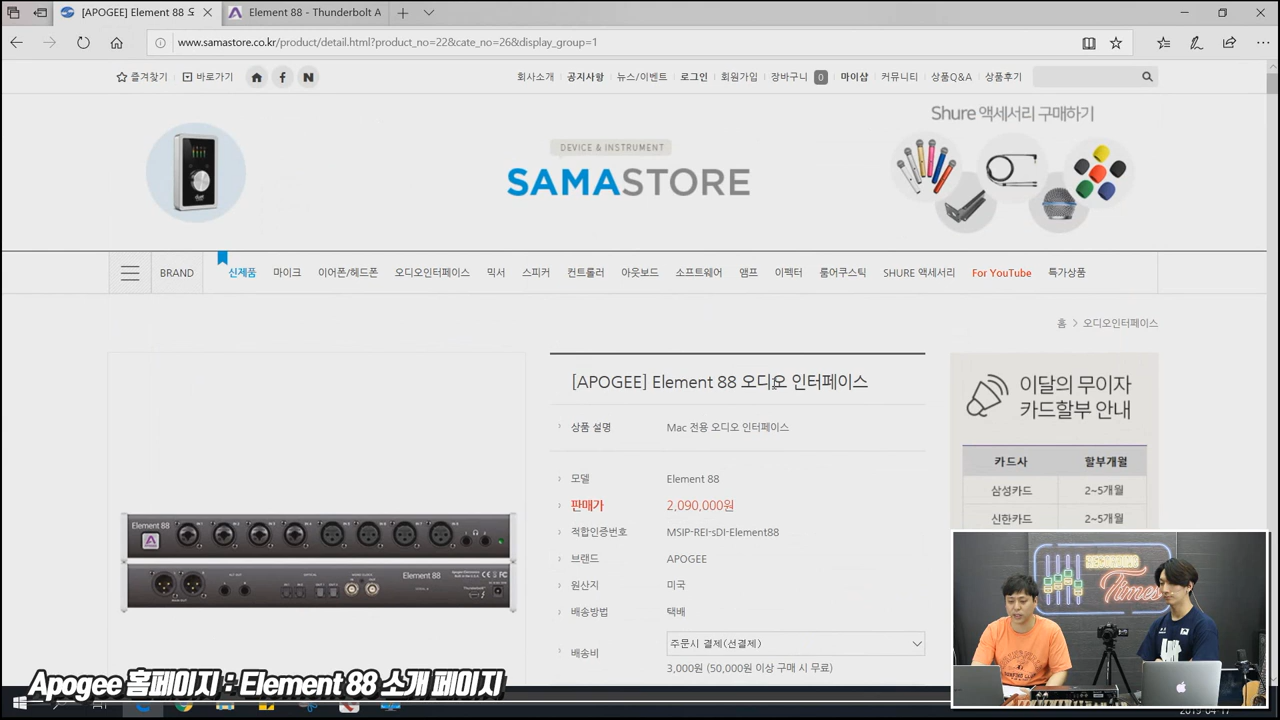 [APOGEE] Element 88 오
Element 88 - Thunderbolt A
www.samastore.co.kr/product/detail.html?product_no=22&cate_no=26&display_group=1
즐겨찾기
바로가기
회사소개 공지사항 뉴스/이벤트 로그인 회원가입 장바구니 0 마이샵 커뮤니티 상품Q&A 상품후기
Shure 액세서리 구매하기
DEVICE & INSTRUMENT
SAMASTORE
BRAND 신제품 마이크 이어폰/헤드폰 오디오인터페이스 믹서 스피커 컨트롤러 아웃보드 소프트웨어 앰프 이펙터 룸어쿠스틱 SHURE 액세서리 For YouTube 특가상품
홈 > 오디오인터페이스
[APOGEE] Element 88 오디오 인터페이스
상품 설명 Mac 전용 오디오 인터페이스
모델 Element 88
판매가 2,090,000원
적합인증번호 MSIP-REI-sDI-Element88
브랜드 APOGEE
원산지 미국
배송방법 택배
배송비 주문시 결제(선결제)
3,000원 (50,000원 이상 구매 시 무료)
이달의 무이자
카드할부 안내
카드사 할부개월
삼성카드 2~5개월
신한카드 2~5개월
Element 88
Element 88
Times
Apogee 홈페이지 : Element 88 소개 페이지
2019-04-17